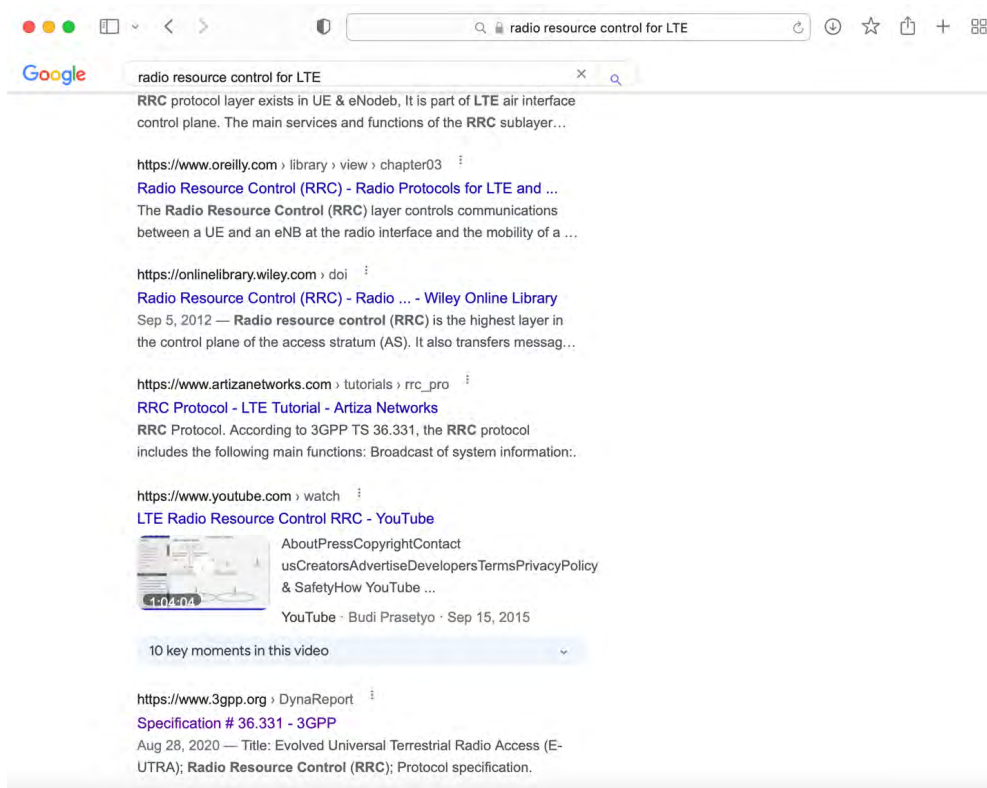 radio resource control for LTE
Google
radio resource control for LTE
RRC protocol layer exists in UE & eNodeb, It is part of LTE air interface
control plane. The main services and functions of the RRC sublayer...
https://www.oreilly.com › library › view › chapter03
Radio Resource Control (RRC) - Radio Protocols for LTE and ...
The Radio Resource Control (RRC) layer controls communications
between a UE and an eNB at the radio interface and the mobility of a ...
https://onlinelibrary.wiley.com › doi
Radio Resource Control (RRC) - Radio ... - Wiley Online Library
Sep 5, 2012 — Radio resource control (RRC) is the highest layer in
the control plane of the access stratum (AS). It also transfers messag...
https://www.artizanetworks.com › tutorials › rrc_pro
RRC Protocol - LTE Tutorial - Artiza Networks
RRC Protocol. According to 3GPP TS 36.331, the RRC protocol
includes the following main functions: Broadcast of system information:.
https://www.youtube.com › watch
LTE Radio Resource Control RRC - YouTube
AboutPressCopyrightContact
usCreatorsAdvertiseDevelopersTermsPrivacyPolicy
& SafetyHow YouTube ...
1:04:04
YouTube · Budi Prasetyo · Sep 15, 2015
10 key moments in this video
https://www.3gpp.org › DynaReport
Specification # 36.331 - 3GPP
Aug 28, 2020 — Title: Evolved Universal Terrestrial Radio Access (E-
UTRA); Radio Resource Control (RRC); Protocol specification.